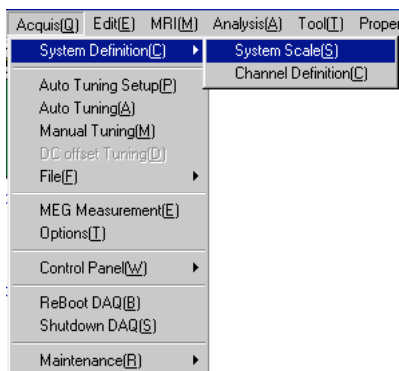 Acquis(Q) Edit(E) MRI(M) Analysis(A) Tool(T) Proper
System Definition(C)
System Scale(S)
Channel Definition(C)
Auto Tuning Setup(P)
Auto Tuning(A)
Manual Tuning(M)
DC offset Tuning(D)
File(F)
MEG Measurement(E)
Options(T)
Control Panel(W)
ReBoot DAQ(B)
Shutdown DAQ(S)
Maintenance(R)